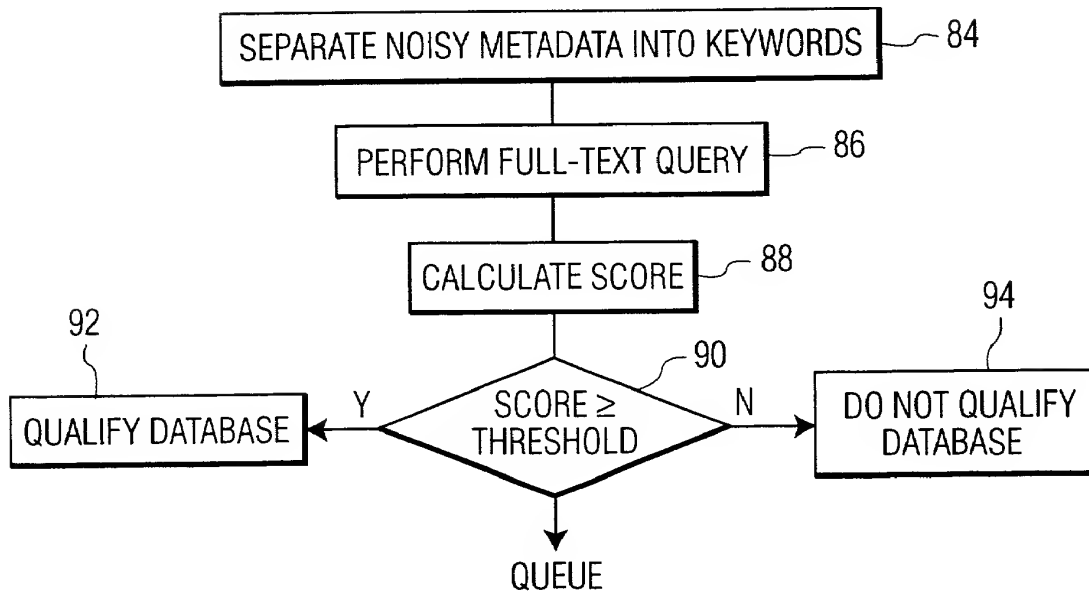 SEPARATE NOISY METADATA INTO KEYWORDS
84
PERFORM FULL-TEXT QUERY
86
CALCULATE SCORE
88
92
90
94
QUALIFY DATABASE
Y
SCORE ≥
THRESHOLD
N
DO NOT QUALIFY
DATABASE
QUEUE